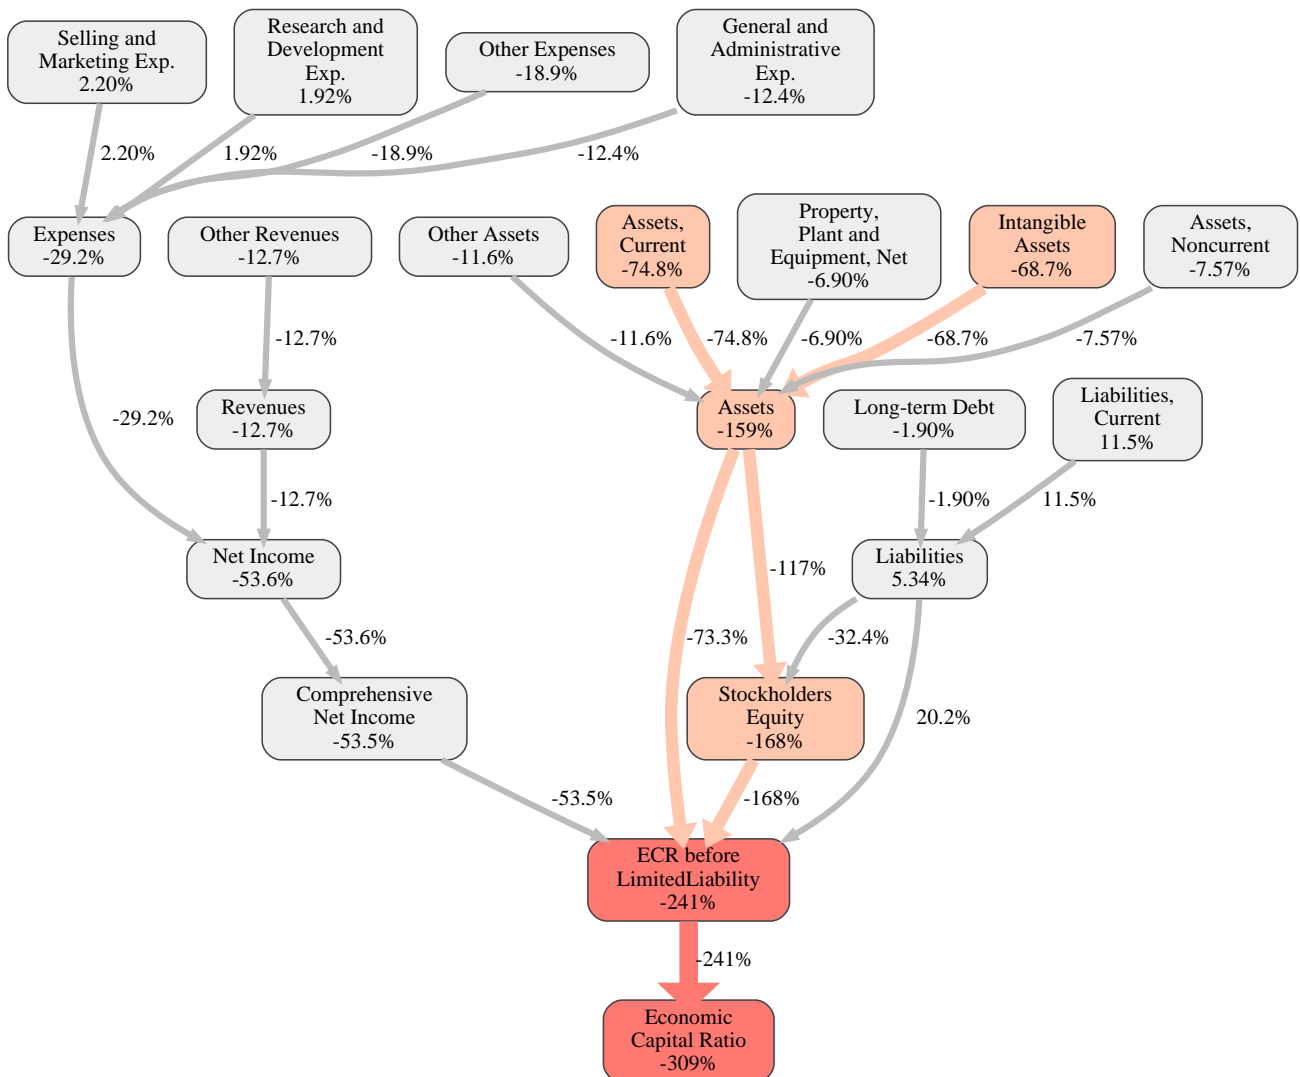 Selling and
Marketing Exp.
2.20%
Research and
Development
Exp.
1.92%
Other Expenses
-18.9%
General and
Administrative
Exp.
-12.4%
2.20%
1.92%
-18.9%
-12.4%
Expenses
-29.2%
Other Revenues
-12.7%
Other Assets
-11.6%
Assets,
Current
-74.8%
Property,
Plant and
Equipment, Net
-6.90%
Intangible
Assets
-68.7%
Assets,
Noncurrent
-7.57%
-12.7%
-11.6%
-74.8%
-6.90%
-68.7%
-7.57%
-29.2%
Revenues
-12.7%
Assets
-159%
Long-term Debt
-1.90%
Liabilities,
Current
11.5%
-12.7%
-1.90%
11.5%
Net Income
-53.6%
-117%
Liabilities
5.34%
-53.6%
-73.3%
-32.4%
Comprehensive
Net Income
-53.5%
Stockholders
Equity
-168%
20.2%
-53.5%
-168%
ECR before
LimitedLiability
-241%
-241%
Economic
Capital Ratio
-309%